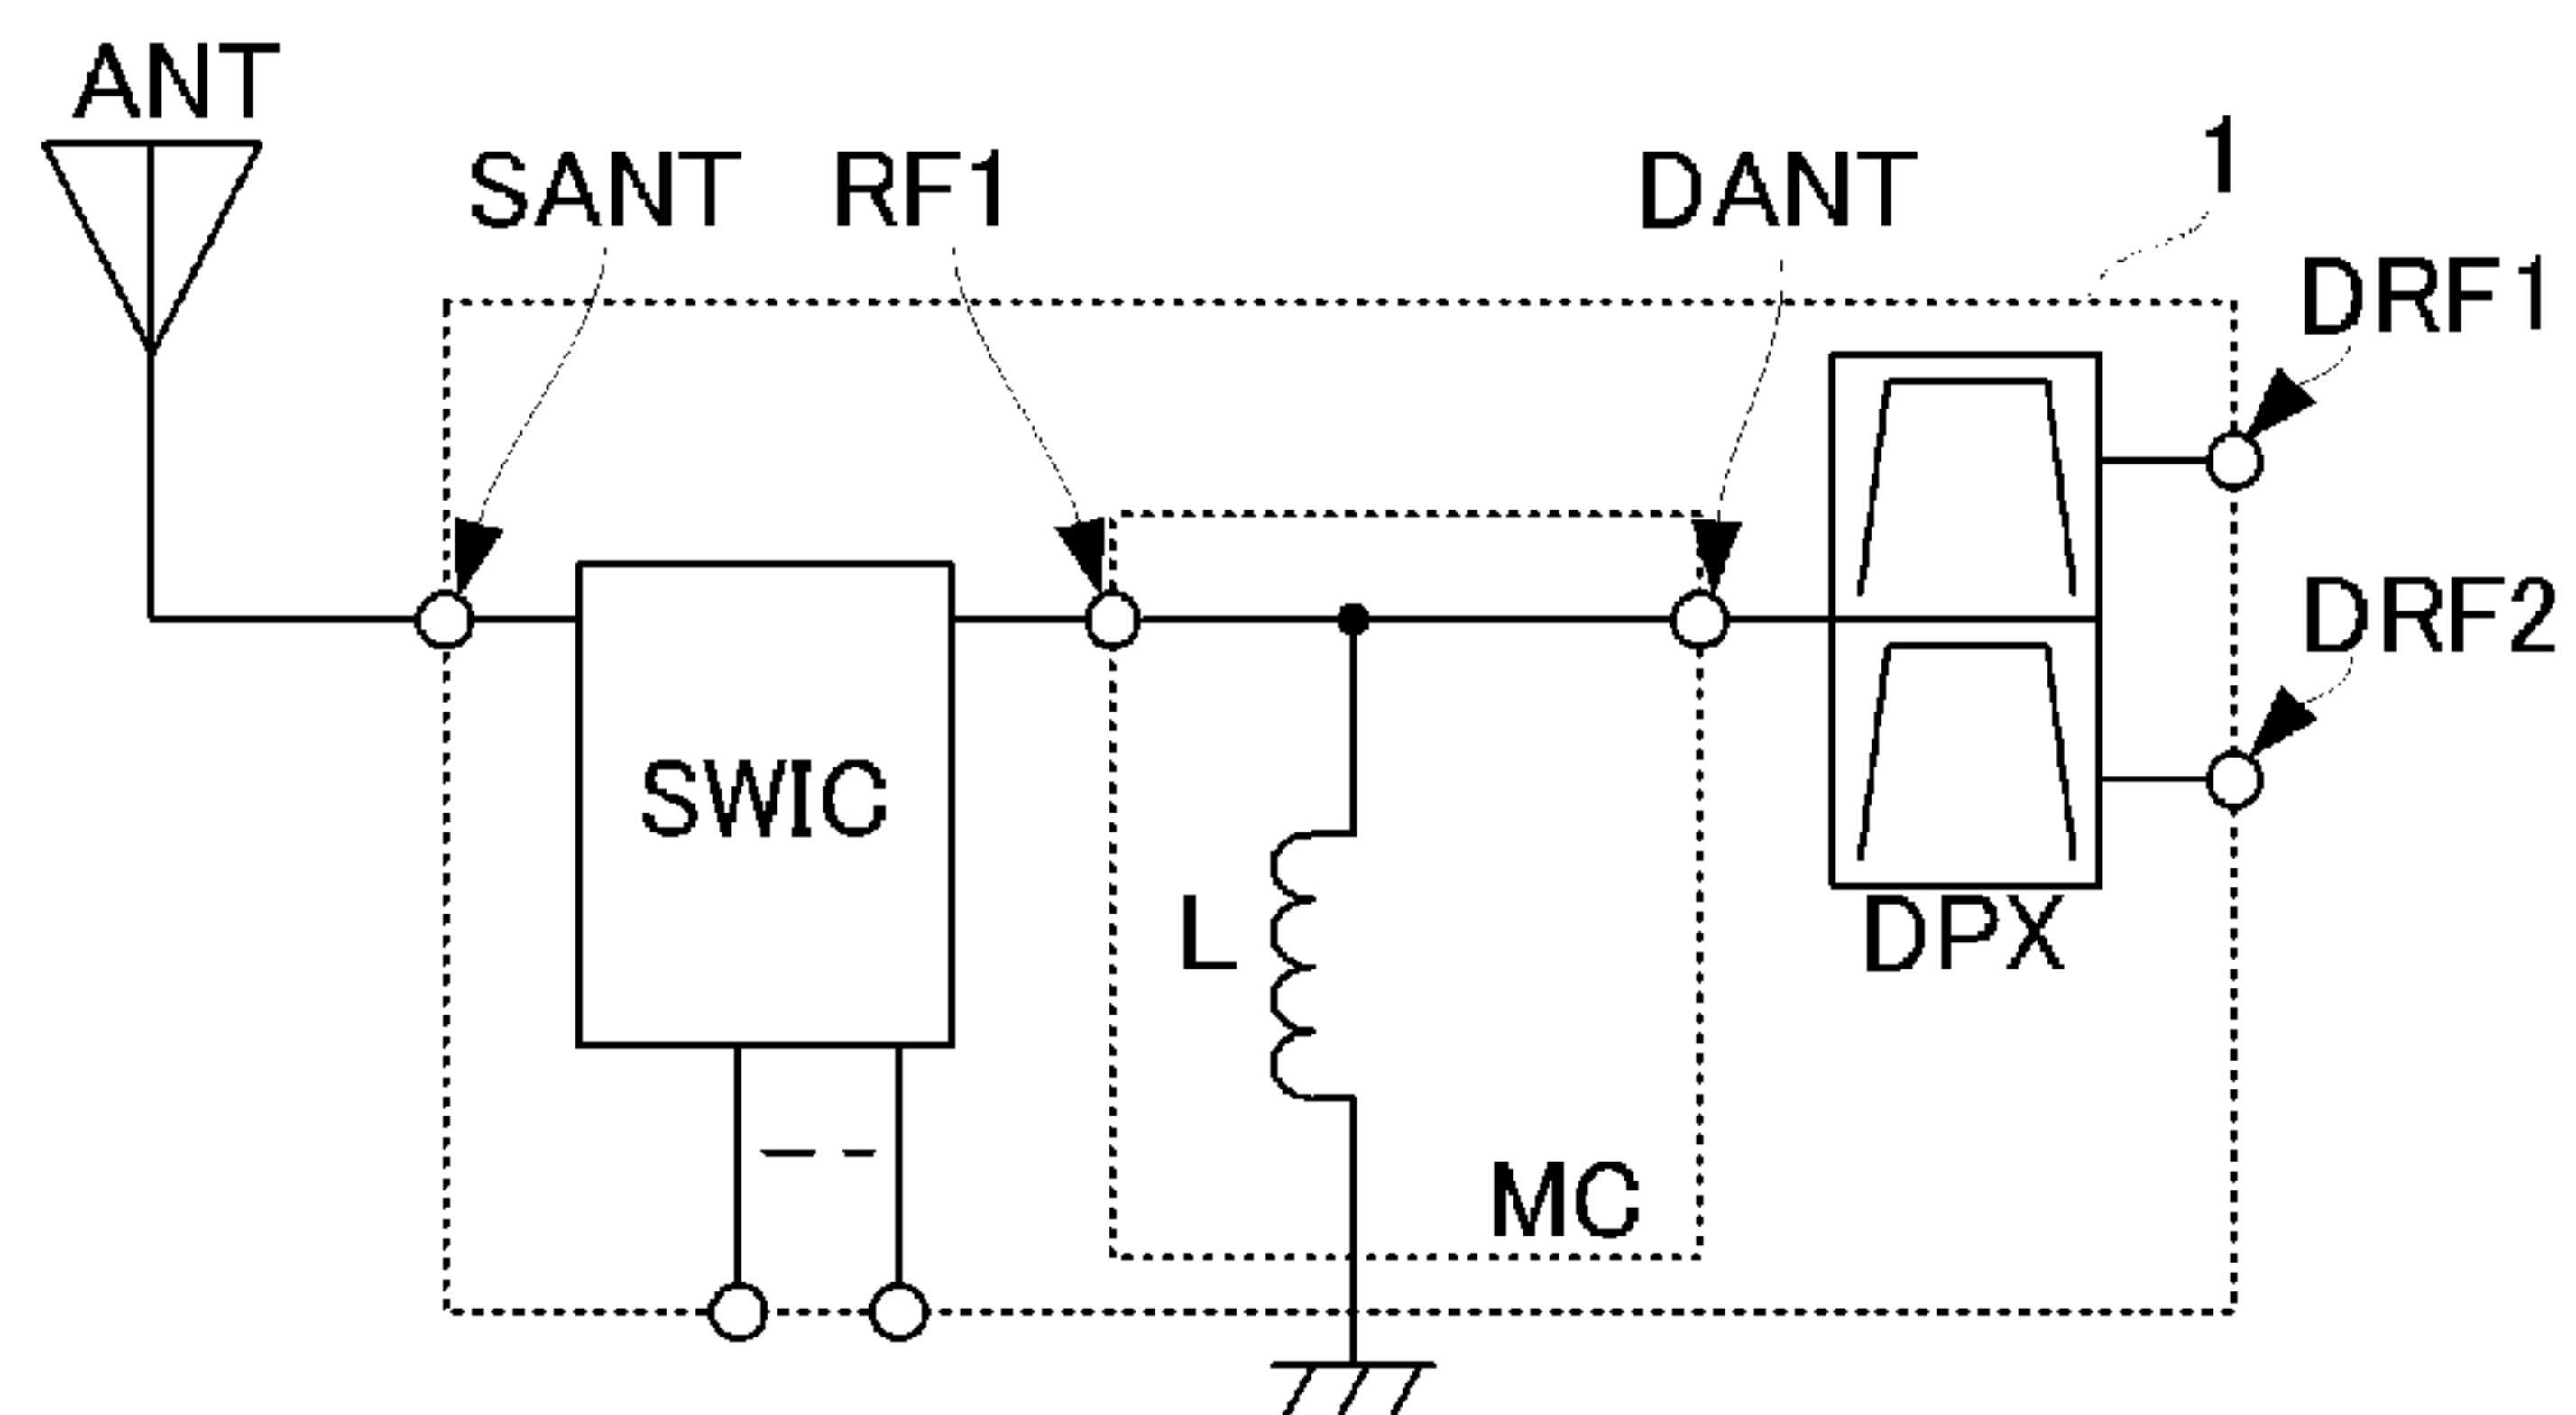 ANT
SANT RF1 DANT 1
DRF1
DRF2
SWIC
L DPX
MC